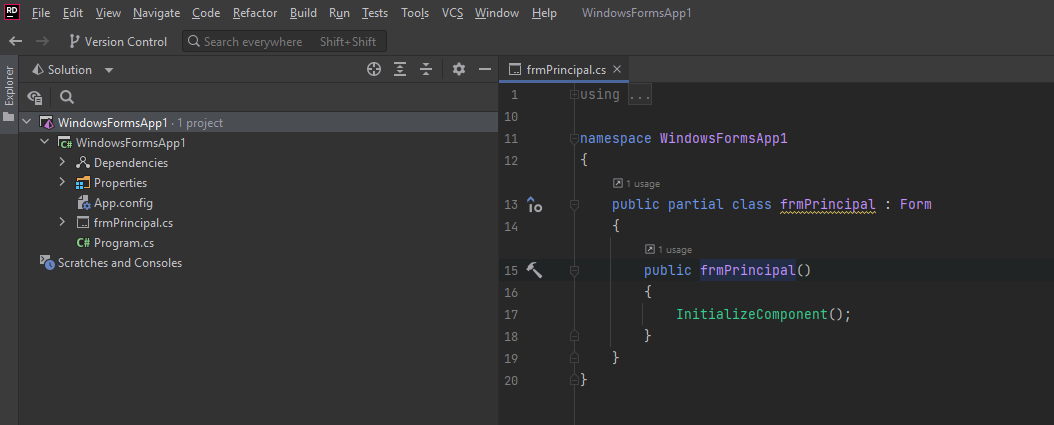 RD File Edit View Navigate Code Refactor Build Run Tests Tools VCS Window Help WindowsFormsApp1
Version Control Search everywhere Shift+Shift
Explorer
Solution
WindowsFormsApp1 · 1 project
C# WindowsFormsApp1
Dependencies
Properties
App.config
frmPrincipal.cs
C# Program.cs
Scratches and Consoles
frmPrincipal.cs
1 using ...
10
11 namespace WindowsFormsApp1
12 {
1 usage
13 public partial class frmPrincipal : Form
14 {
1 usage
15 public frmPrincipal()
16 {
17 InitializeComponent();
18 }
19 }
20 }